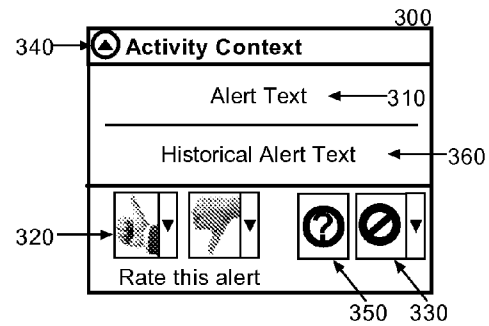 300
340 Activity Context
Alert Text 310
Historical Alert Text 360
320
Rate this alert
350 330